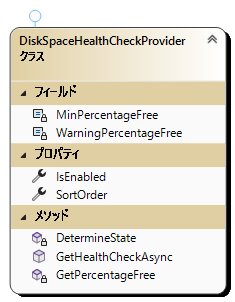 DiskSpaceHealthCheckProvider
クラス
フィールド
MinPercentageFree
WarningPercentageFree
プロパティ
IsEnabled
SortOrder
メソッド
DetermineState
GetHealthCheckAsync
GetPercentageFree